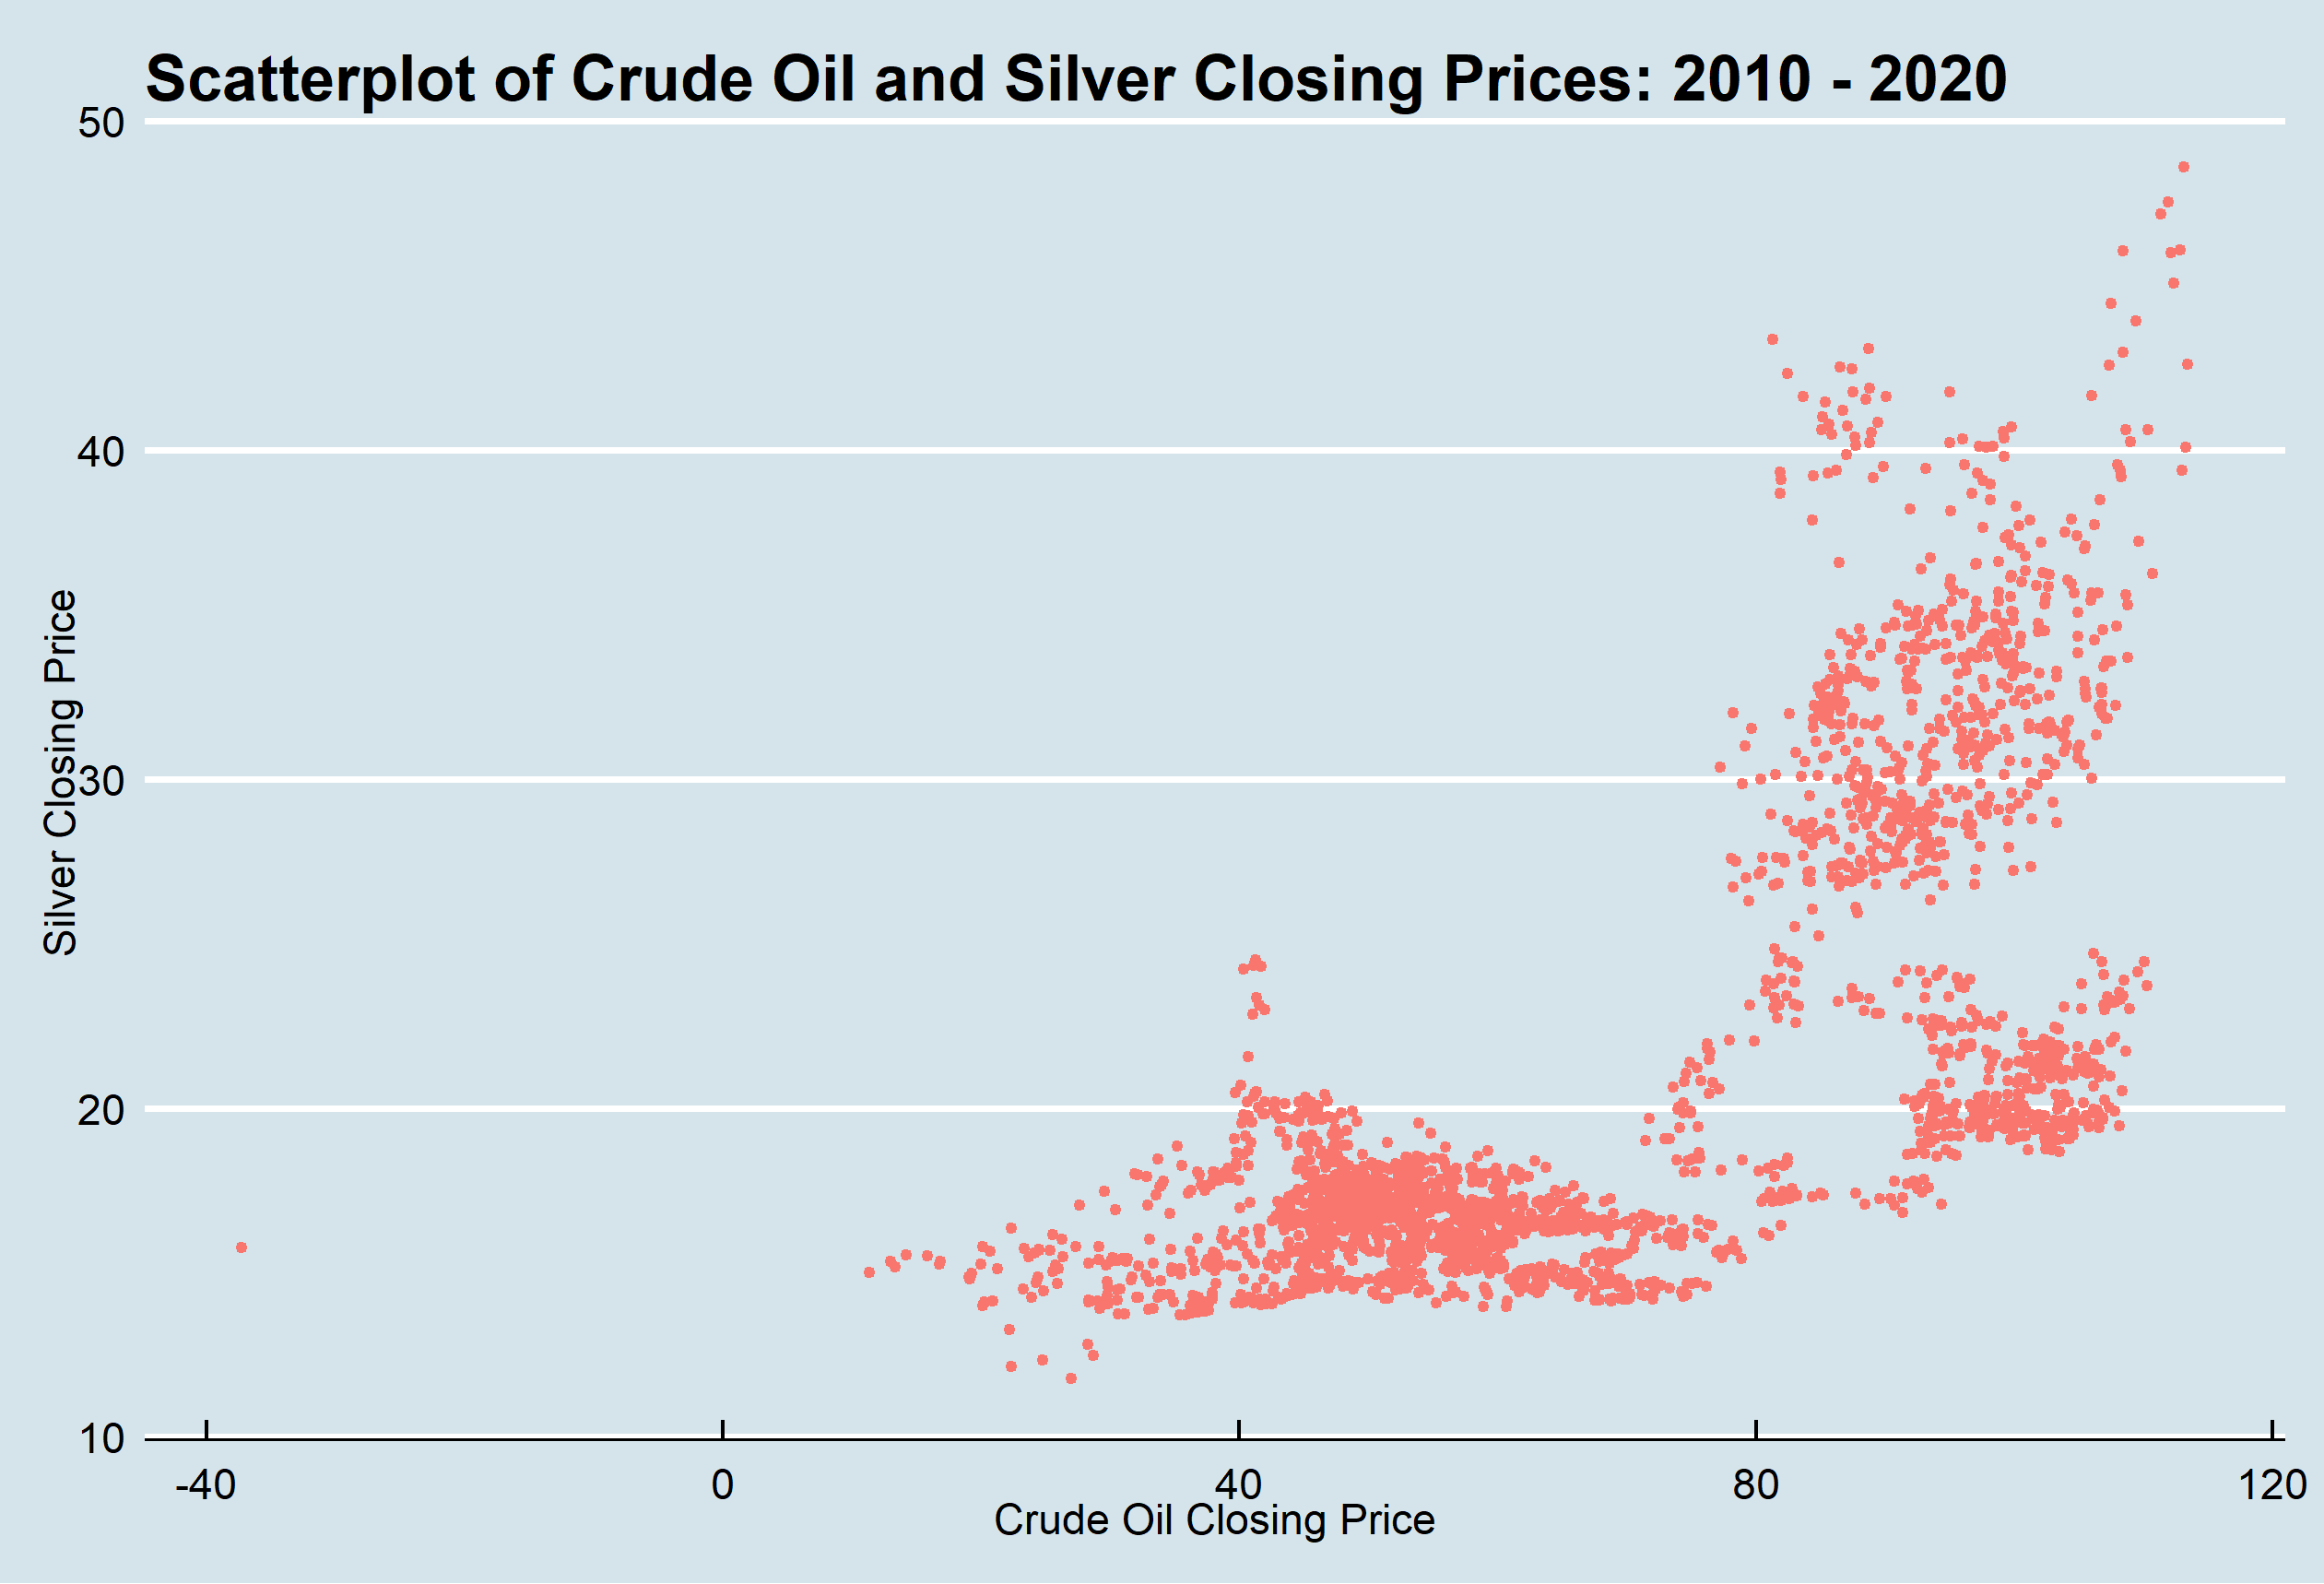 Scatterplot of Crude Oil and Silver Closing Prices: 2010 - 2020
50
40
30
20
10
Silver Closing Price
-40 0 40 80 120
Crude Oil Closing Price